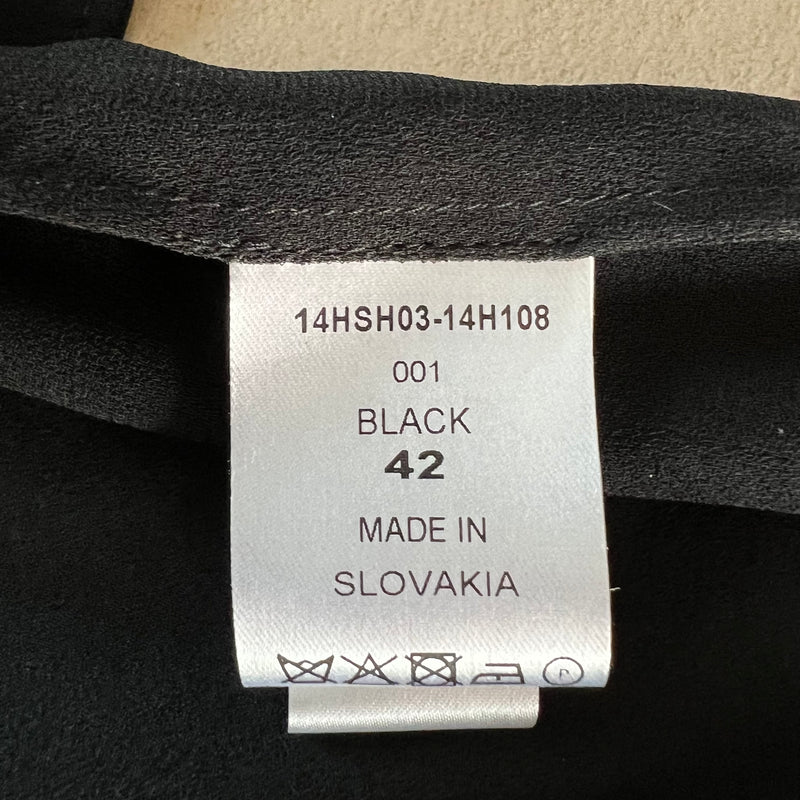 14HSH03-14H108
001
BLACK
42
MADE IN
SLOVAKIA
P